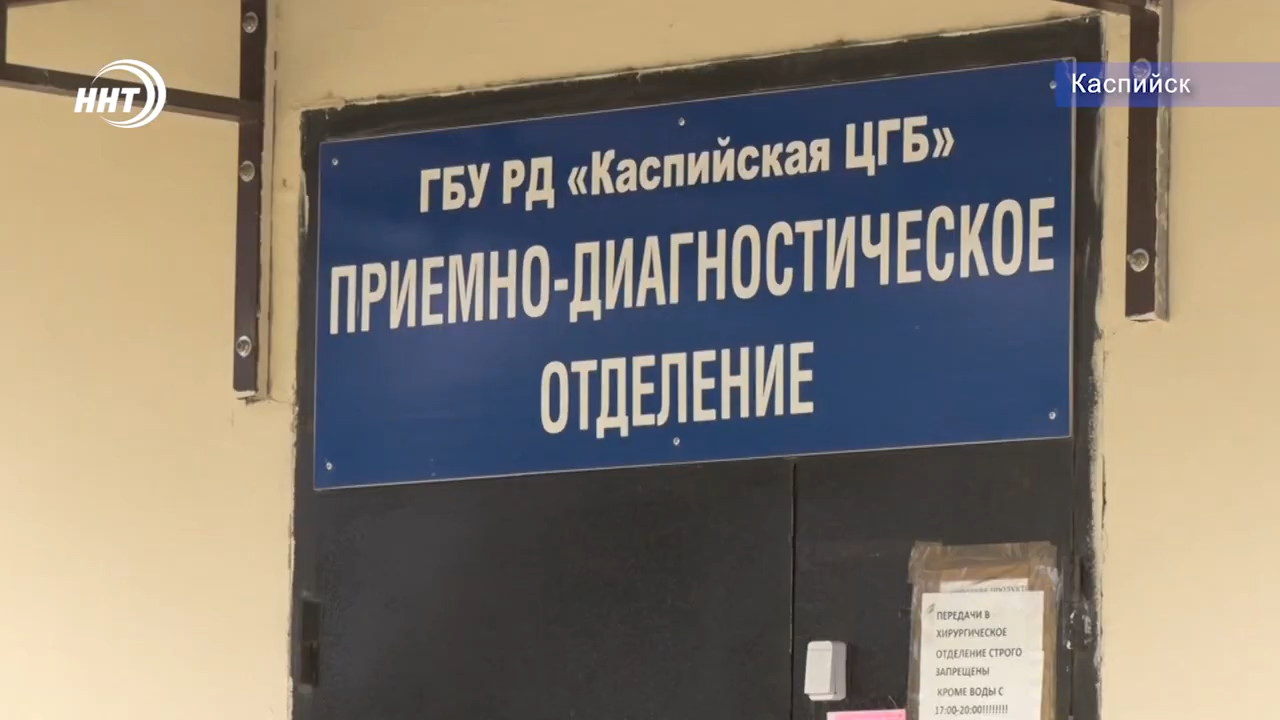 ННТ
Каспийск
ГБУ РД «Каспийская ЦГБ»
ПРИЕМНО-ДИАГНОСТИЧЕСКОЕ
ОТДЕЛЕНИЕ
ПЕРЕДАЧИ В
ХИРУРГИЧЕСКОЕ
ОТДЕЛЕНИЕ СТРОГО
ЗАПРЕЩЕНЫ
КРОМЕ ВОДЫ С
17:00-20:00!!!!!!!!